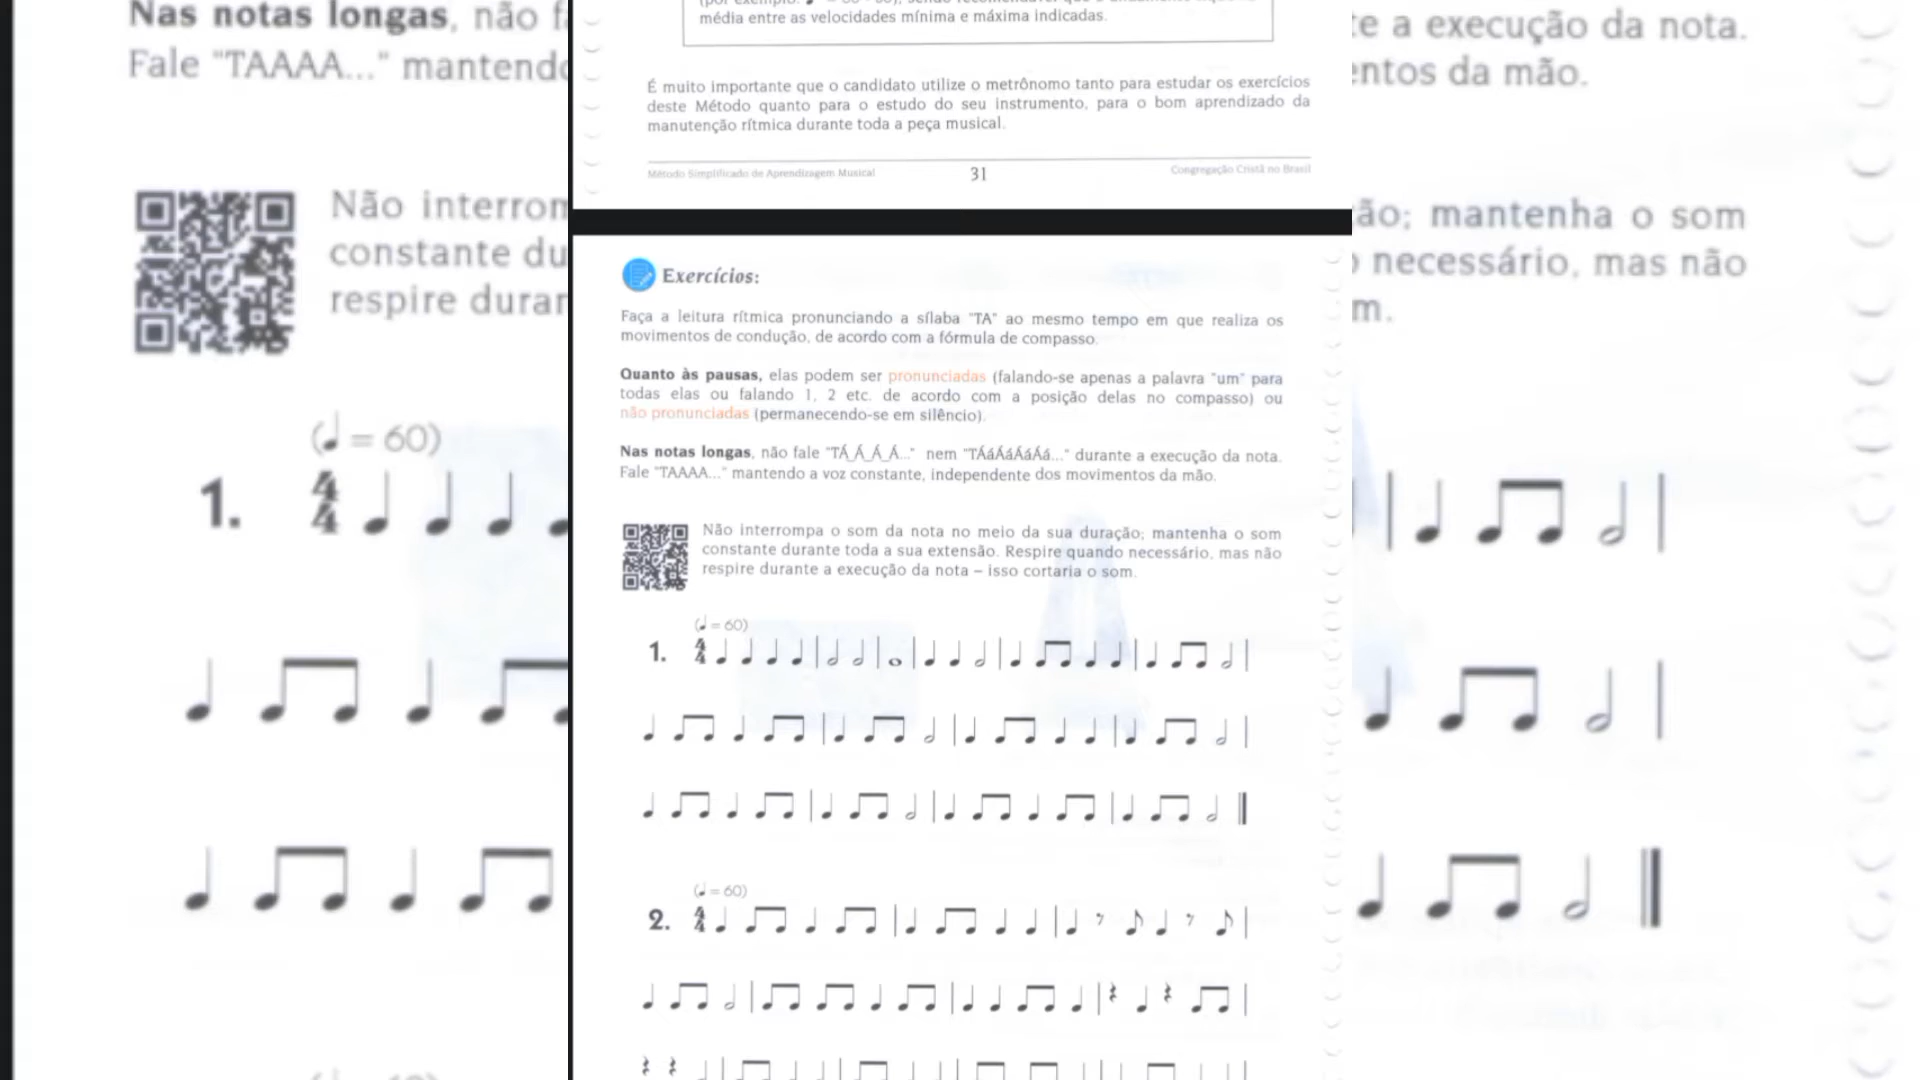 Nas notas longas, não
Fale "TAAAA..." mantendo
Não interrom
constante du
respire duran
(♩ = 60)
1.
4
4
média entre as velocidades mínima e máxima indicadas.
É muito importante que o candidato utilize o metrônomo tanto para estudar os exercícios
deste Método quanto para o estudo do seu instrumento, para o bom aprendizado da
manutenção rítmica durante toda a peça musical.
Método Simplificado de Aprendizagem Musical 31 Congregação Cristã no Brasil
Exercícios:
Faça a leitura rítmica pronunciando a sílaba "TA" ao mesmo tempo em que realiza os
movimentos de condução, de acordo com a fórmula de compasso.
Quanto às pausas, elas podem ser pronunciadas (falando-se apenas a palavra "um" para
todas elas ou falando 1, 2 etc. de acordo com a posição delas no compasso) ou
não pronunciadas (permanecendo-se em silêncio).
Nas notas longas, não fale "TÁ_Á_Á_Á..." nem "TÁáÁáÁáÁá..." durante a execução da nota.
Fale "TAAAA..." mantendo a voz constante, independente dos movimentos da mão.
Não interrompa o som da nota no meio da sua duração; mantenha o som
constante durante toda a sua extensão. Respire quando necessário, mas não
respire durante a execução da nota – isso cortaria o som.
(♩ = 60)
1. 4
4
(♩ = 60)
2. 4
4
te a execução da nota.
entos da mão.
ão; mantenha o som
necessário, mas não
m.